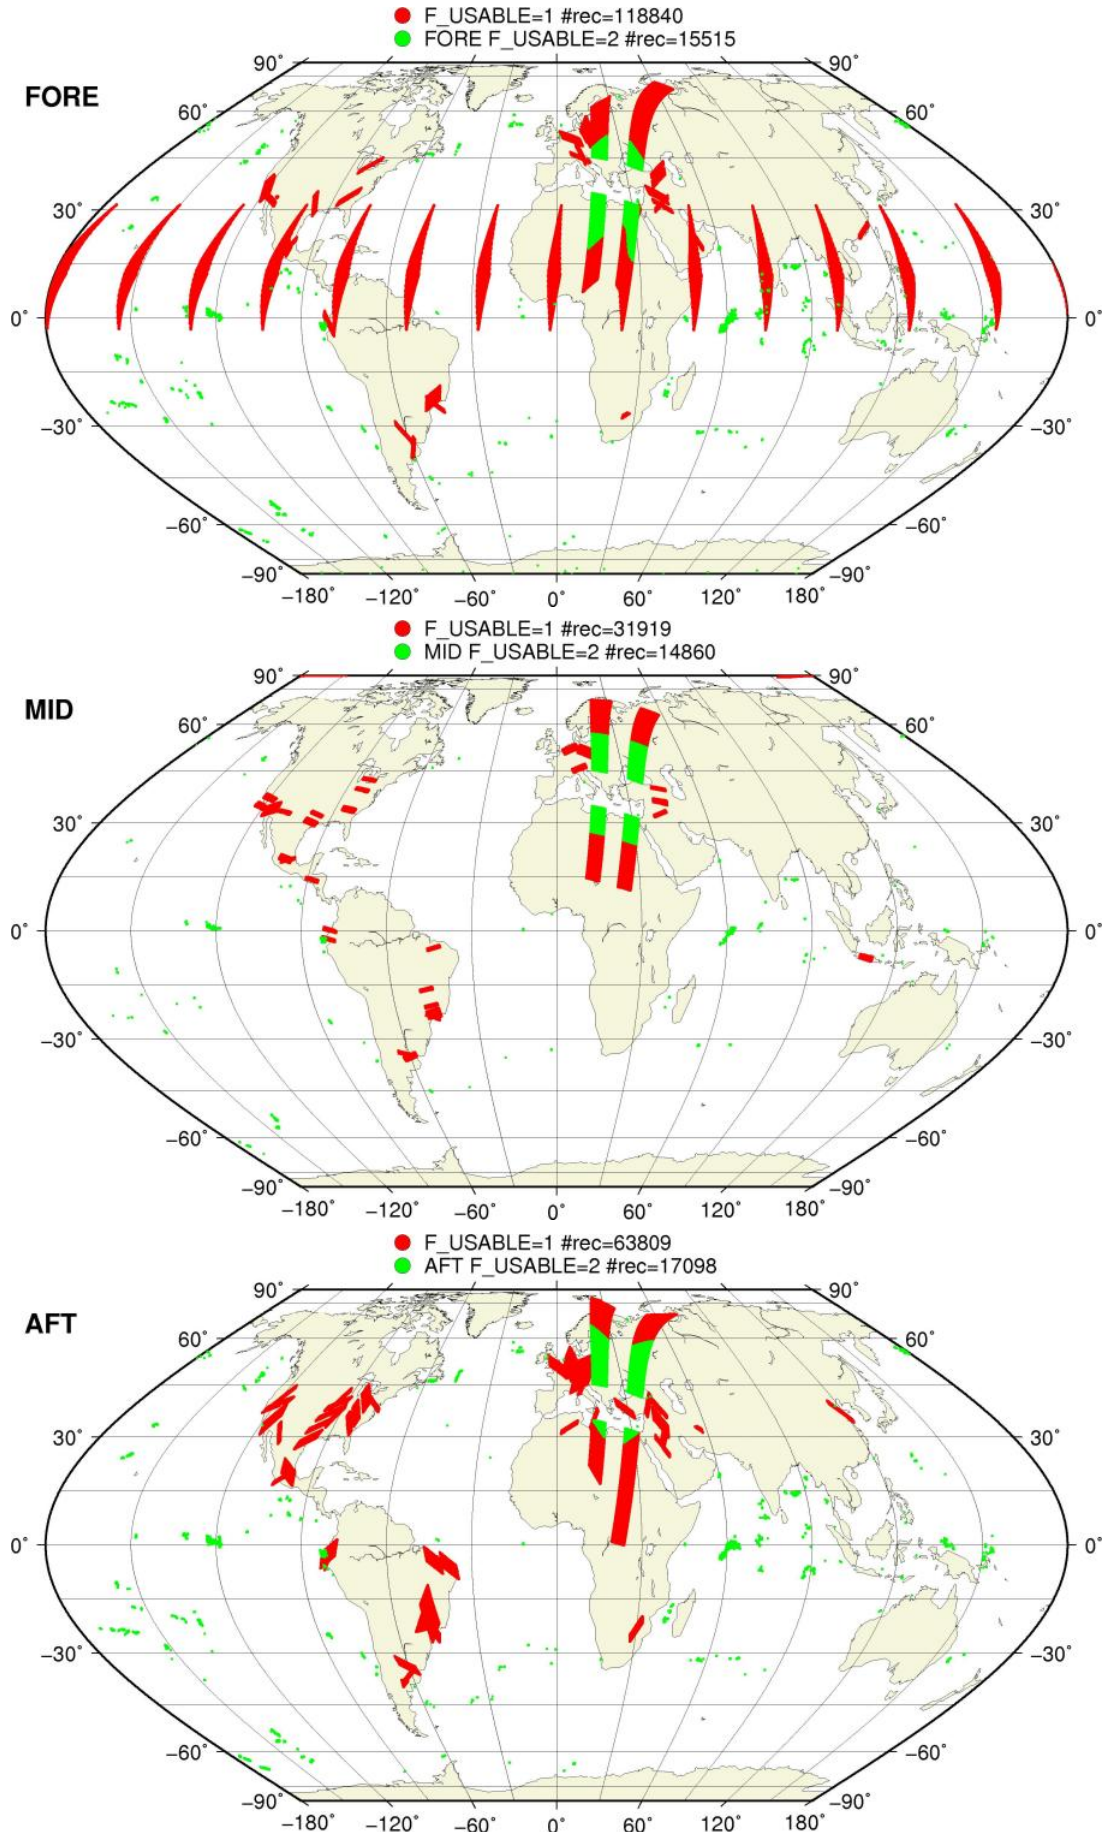 F_USABLE=1 #rec=118840
FORE F_USABLE=2 #rec=15515
FORE
90° 90°
60° 60°
30° 30°
0° 0°
−30° −30°
−60° −60°
−90° −90°
−180° −120° −60° 0° 60° 120° 180°
F_USABLE=1 #rec=31919
MID F_USABLE=2 #rec=14860
MID
90°
60° 60°
30° 30°
0° 0°
−30° −30°
−60° −60°
−90° −90°
−180° −120° −60° 0° 60° 120° 180°
F_USABLE=1 #rec=63809
AFT F_USABLE=2 #rec=17098
AFT
90° 90°
60° 60°
30° 30°
0° 0°
−30° −30°
−60° −60°
−90° −90°
−180° −120° −60° 0° 60° 120° 180°